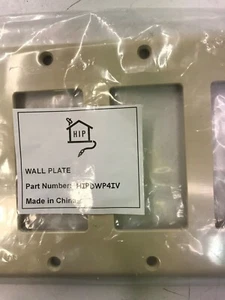 HIP
WALL PLATE
Part Number: HIPDWP4IV
Made in China